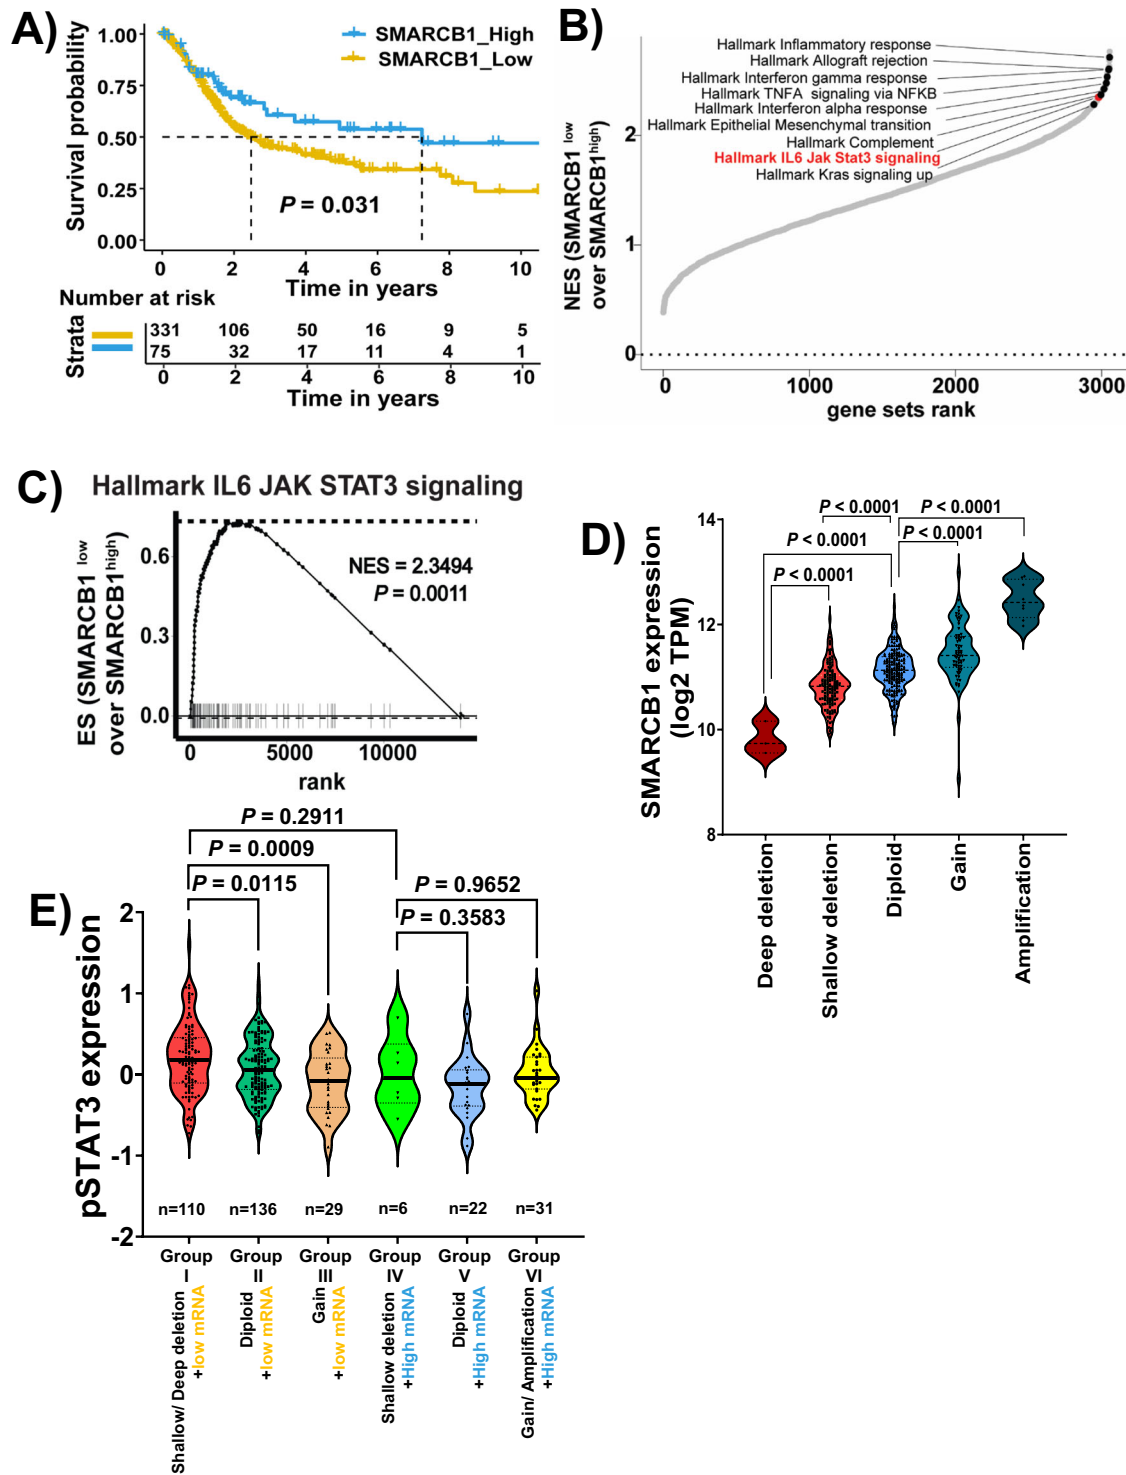 A)
Survival probability
1.00
0.75
0.50
0.25
0.00
SMARCB1_High
SMARCB1_Low
P = 0.031
0 2 4 6 8 10
Time in years
Number at risk
Strata
331 106 50 16 9 5
75 32 17 11 4 1
0 2 4 6 8 10
Time in years
B)
NES (SMARCB1 low
over SMARCB1high)
Hallmark Inflammatory response
Hallmark Allograft rejection
Hallmark Interferon gamma response
Hallmark TNFA signaling via NFKB
Hallmark Interferon alpha response
Hallmark Epithelial Mesenchymal transition
Hallmark Complement
Hallmark IL6 Jak Stat3 signaling
Hallmark Kras signaling up
2
1
0
0 1000 2000 3000
gene sets rank
C)
Hallmark IL6 JAK STAT3 signaling
ES (SMARCB1 low
over SMARCB1high)
0.6
0.3
0.0
NES = 2.3494
P = 0.0011
0 5000 10000
rank
D)
SMARCB1 expression
(log2 TPM)
14
12
10
8
P < 0.0001
P < 0.0001
P < 0.0001
P < 0.0001
P < 0.0001
Deep deletion
Shallow deletion
Diploid
Gain
Amplification
E)
pSTAT3 expression
2
1
0
-1
-2
P = 0.2911
P = 0.0009
P = 0.0115
P = 0.9652
P = 0.3583
n=110 n=136 n=29 n=6 n=22 n=31
Group Group Group Group Group Group
I II III IV V VI
Shallow/ Deep deletion
+low mRNA
Diploid
+low mRNA
Gain
+low mRNA
Shallow deletion
+High mRNA
Diploid
+High mRNA
Gain/ Amplification
+High mRNA